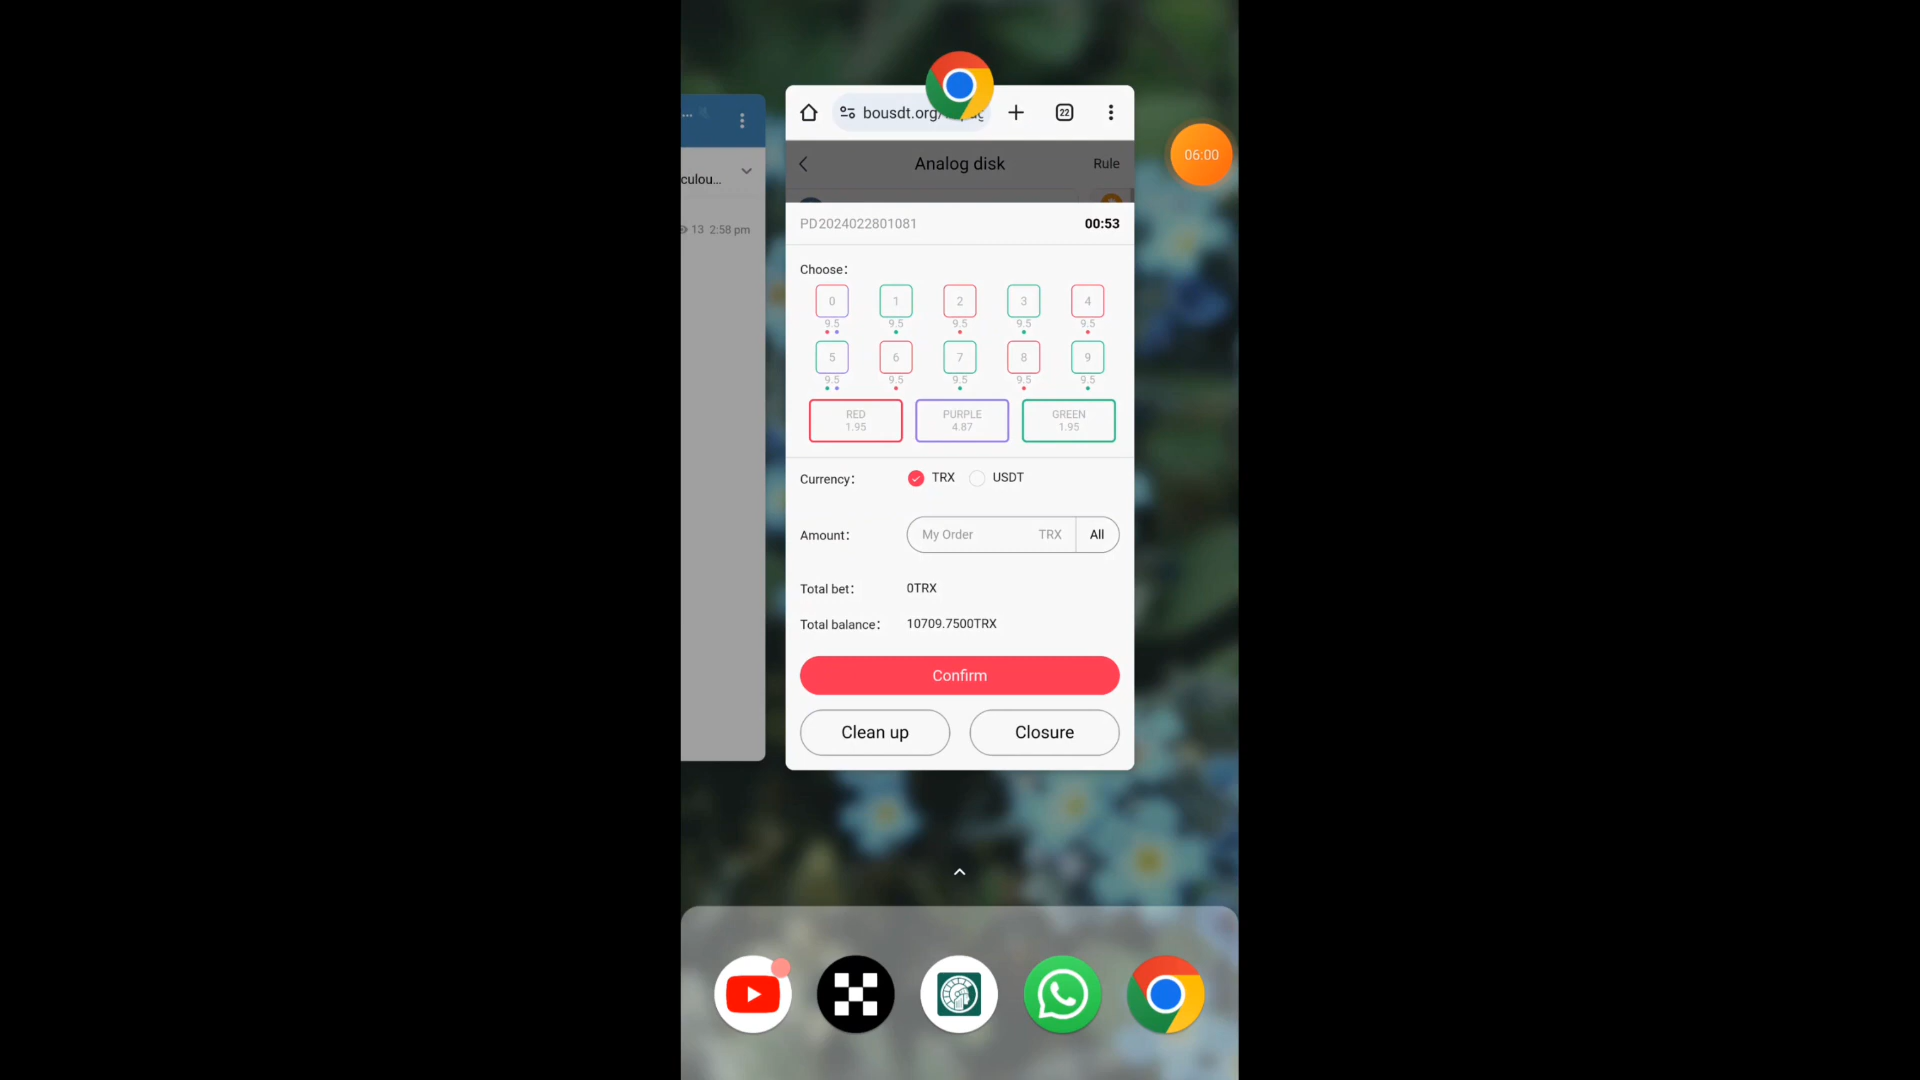 bousdt.org/
22
06:00
Analog disk
Rule
culou...
13 2:58 pm
PD2024022801081
00:53
Choose:
0
1
2
3
4
9.5
9.5
9.5
9.5
9.5
5
6
7
8
9
9.5
9.5
9.5
9.5
9.5
RED
PURPLE
GREEN
1.95
4.87
1.95
Currency:
TRX
USDT
Amount:
My Order
TRX
All
Total bet:
0TRX
Total balance:
10709.7500TRX
Confirm
Clean up
Closure